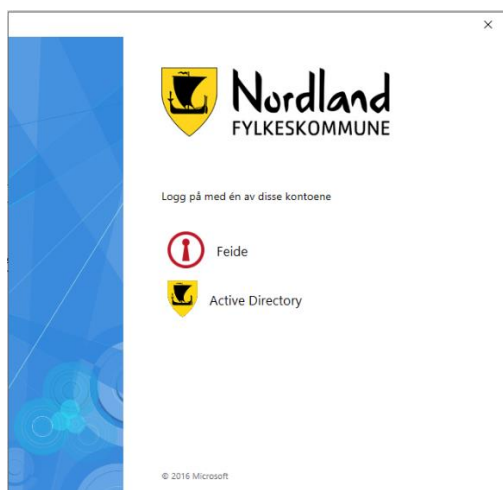 Nordland
FYLKESKOMMUNE
Logg på med én av disse kontoene
Feide
Active Directory
© 2016 Microsoft